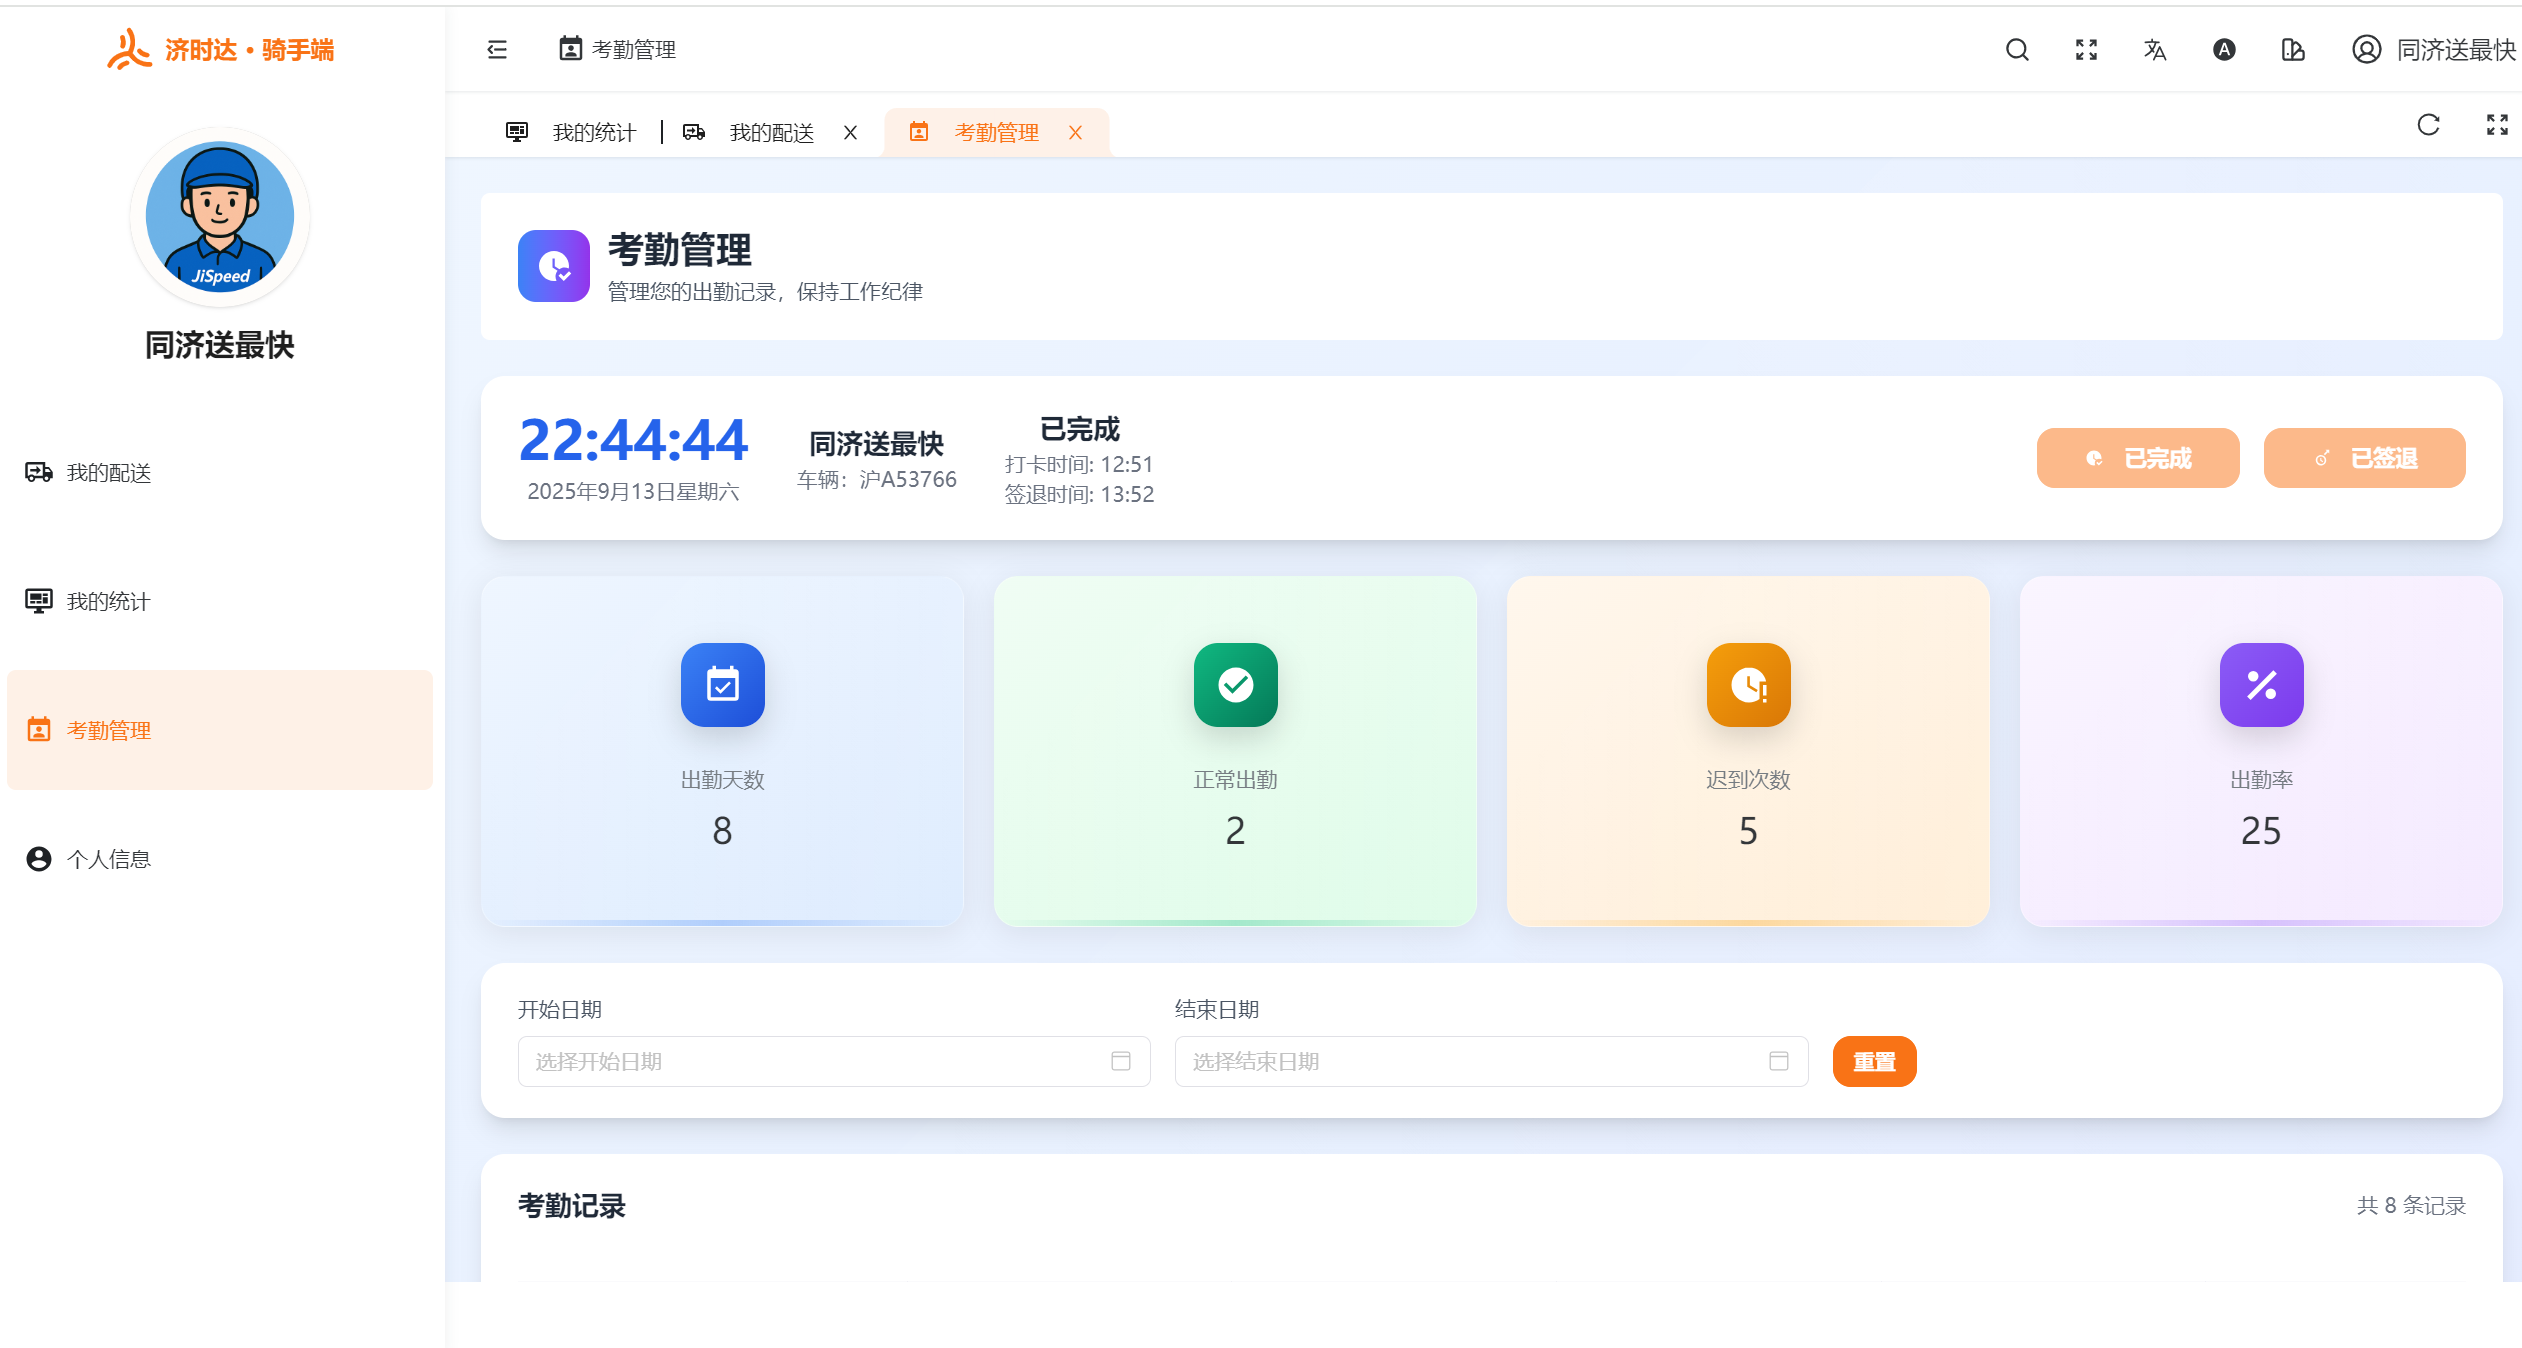 济时达·骑手端
考勤管理
同济送最快
我的统计
我的配送
考勤管理
JiSpeed
同济送最快
我的配送
我的统计
考勤管理
个人信息
考勤管理
管理您的出勤记录，保持工作纪律
22:44:44
2025年9月13日星期六
同济送最快
车辆：沪A53766
已完成
打卡时间: 12:51
签退时间: 13:52
已完成
已签退
出勤天数
8
正常出勤
2
迟到次数
5
出勤率
25
开始日期
选择开始日期
结束日期
选择结束日期
重置
考勤记录
共 8 条记录